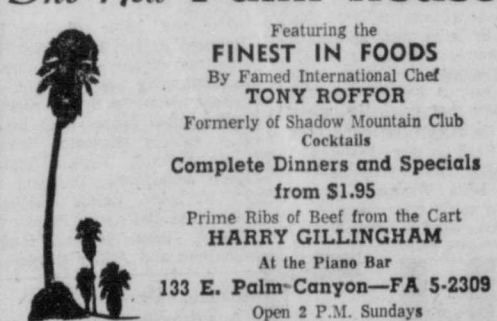 Featuring the
FINEST IN FOODS
By Famed International Chef
TONY ROFFOR
Formerly of Shadow Mountain Club
Cocktails
Complete Dinners and Specials
from $1.95
Prime Ribs of Beef from the Cart
HARRY GILLINGHAM
At the Piano Bar
133 E. Palm Canyon—FA 5-2309
Open 2 P.M. Sundays